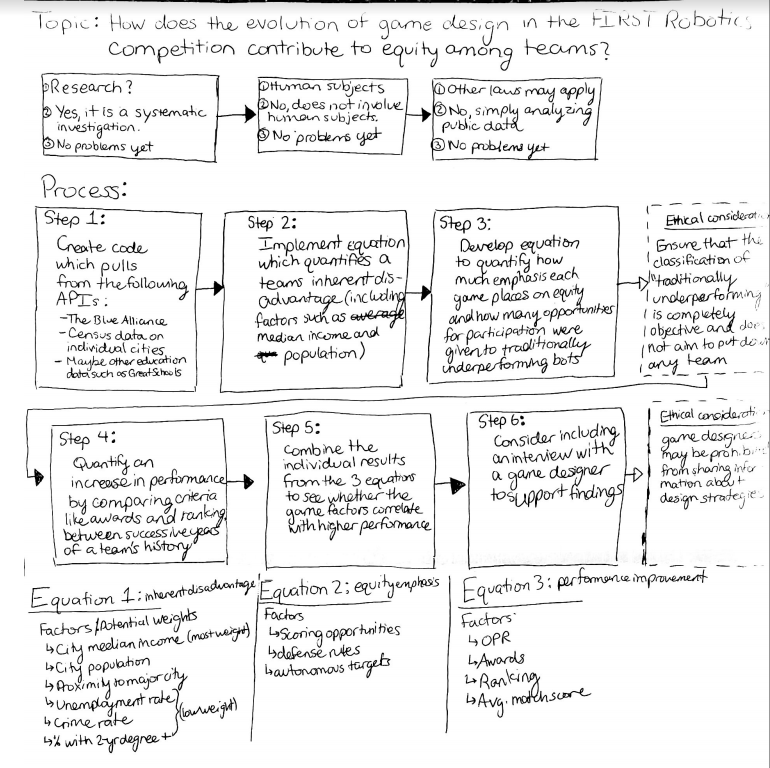 Topic: How does the evolution of game design in the FIRST Robotics
Competition contribute to equity among teams?
① Research?
② Yes, it is a systematic
investigation.
③ No problems yet
① Human subjects
② No, does not involve
human subjects.
③ No problems yet
① Other laws may apply
② No, simply analyzing
public data
③ No problems yet
Process:
Step 1:
Create code
which pulls
from the following
APIs:
- The Blue Alliance
- Census data on
individual cities
- Maybe other education
data such as GreatSchools
Step 2:
Implement Equation
which quantifies a
teams inherent dis-
advantage (including
factors such as average
median income and
population)
Step 3:
Develop equation
to quantify how
much emphasis each
game places on equity
and how many opportunities
for participation were
given to traditionally
underperforming bots
Ethical considerat
Ensure that the
classification of
"traditionally
underperforming
is completely
objective and does
not aim to put down
any team
Step 4:
Quantify an
increase in performance
by comparing criteria
like awards and ranking
between successive years
of a team's history
Step 5:
Combine the
individual results
from the 3 equations
to see whether the
game factors correlate
with higher performance
Step 6:
Consider including
an interview with
a game designer
to support findings
Ethical considerati
game designers
may be prohibit
from sharing infor
mation about
design strategies
Equation 1: inherent disadvantage
Factors/Potential weights
↳ City median income (most weight)
↳ City population
↳ Proximity to major city
↳ Unemployment rate
↳ Crime rate
↳ % with 2-yr degree +
(low weight)
Equation 2: equity emphasis
Factors
↳ Scoring opportunities
↳ defense rules
↳ autonomous targets
Equation 3: performance improvement
Factors:
↳ OPR
↳ Awards
↳ Ranking
↳ Avg. match score